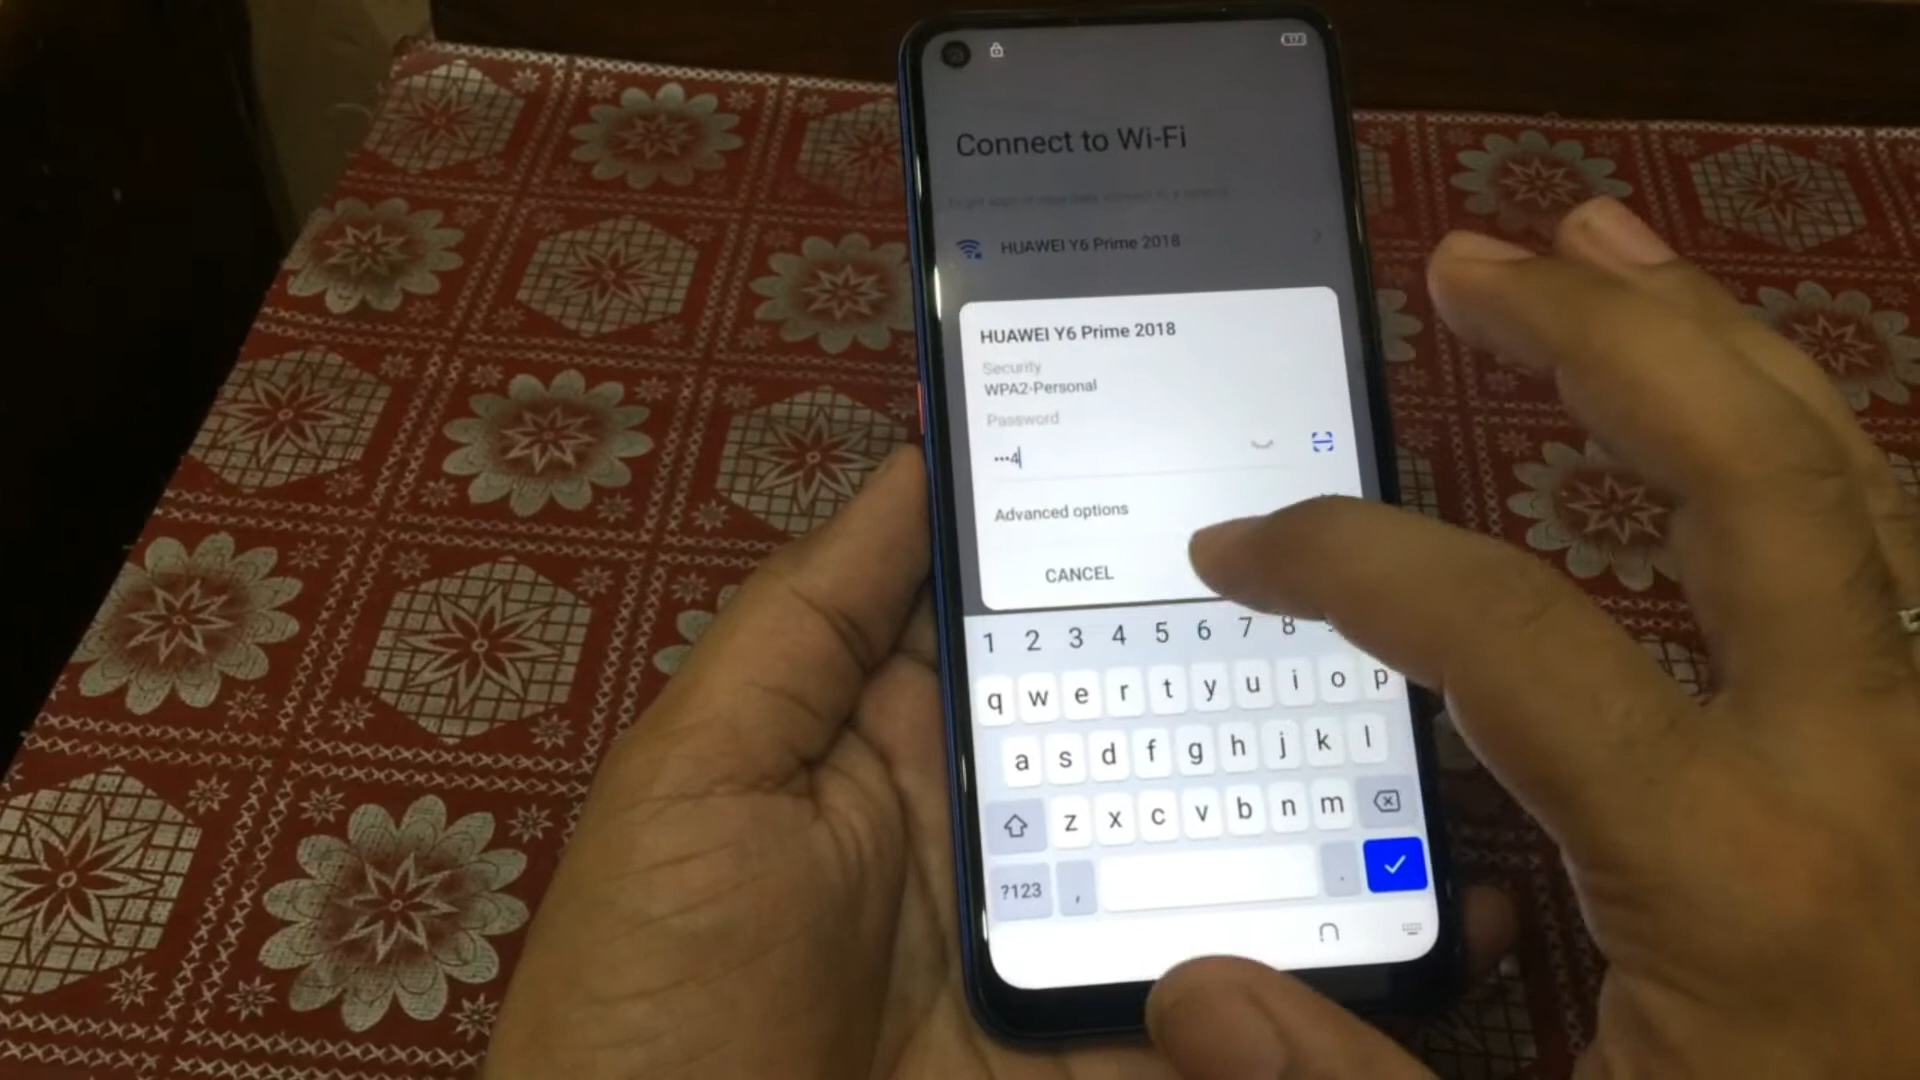 17
Connect to Wi-Fi
HUAWEI Y6 Prime 2018
HUAWEI Y6 Prime 2018
Security
WPA2-Personal
Password
•••4
Advanced options
CANCEL
1 2 3 4 5 6 7 8
q w e r t y u i o p
a s d f g h j k l
z x c v b n m
?123 , .